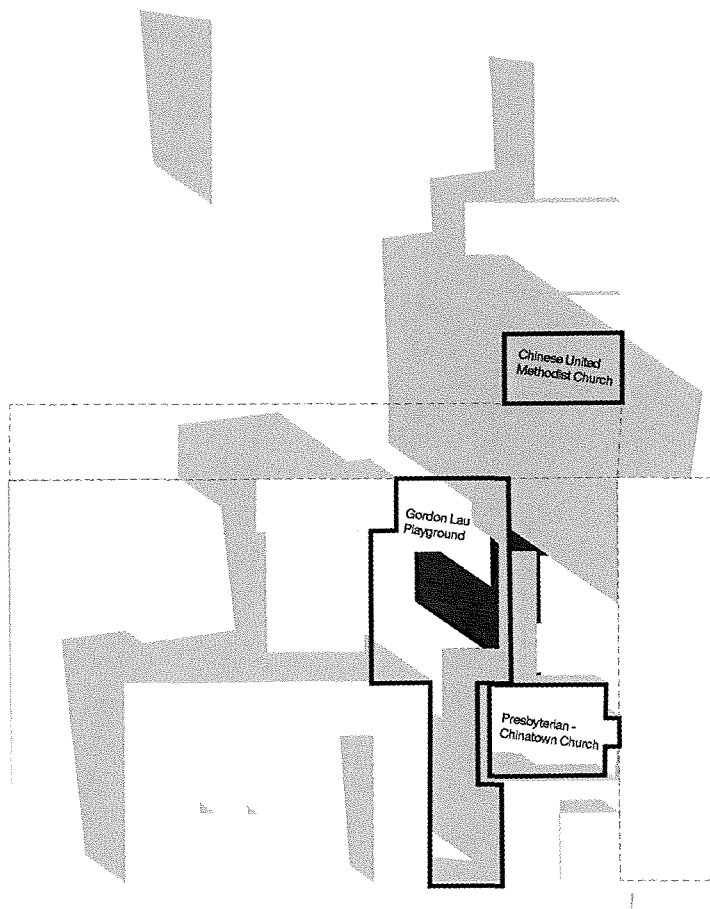 Chinese United
Methodist Church
Gordon Lau
Playground
Presbyterian -
Chinatown Church